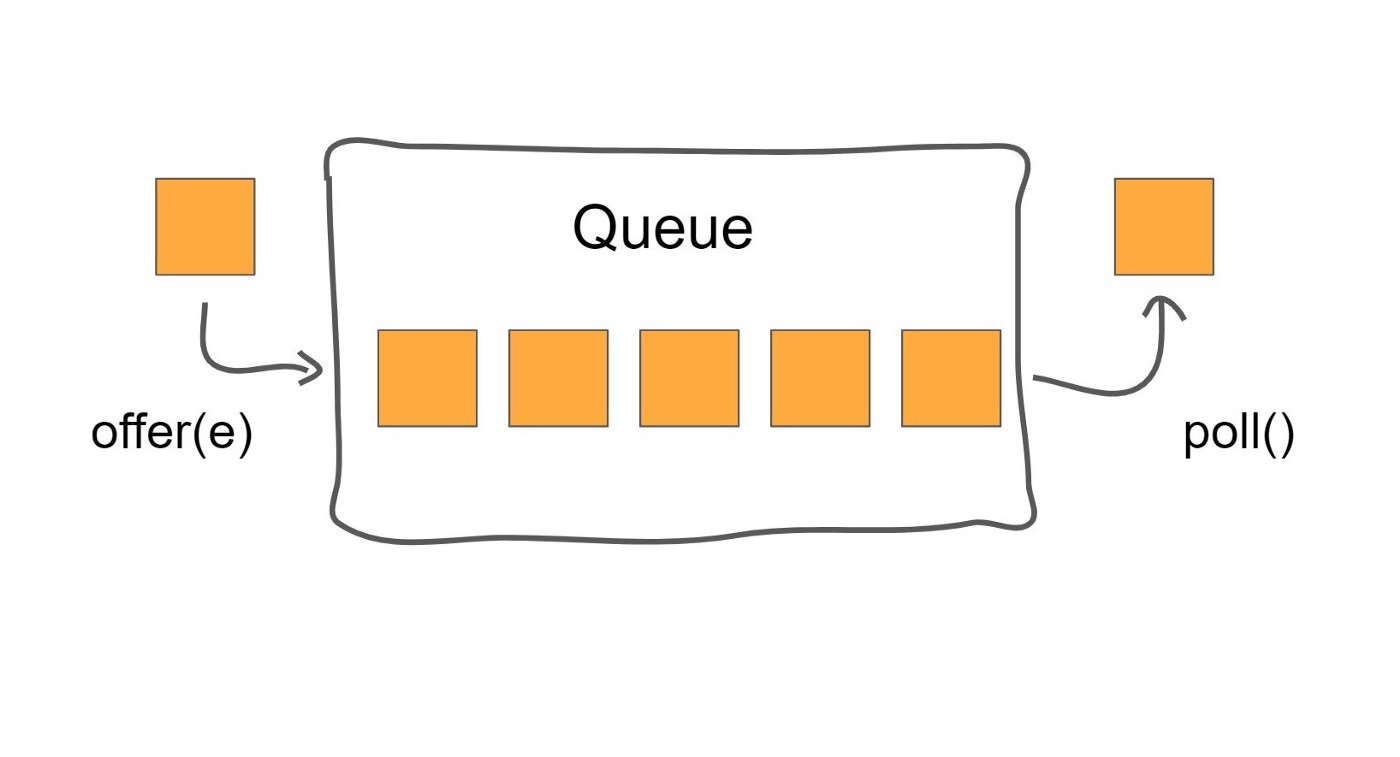 Queue
offer(e)
poll()